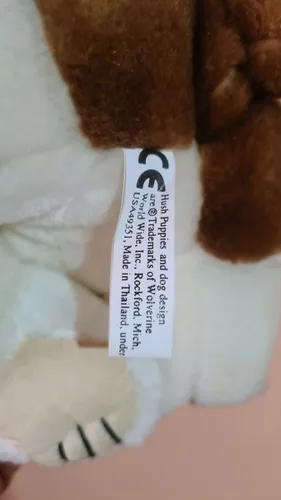 CE
Hush Puppies and dog design
are ® Trademarks of Wolverine
World Wide, Inc., Rockford, Mich.
USA49351, Made in Thailand, under